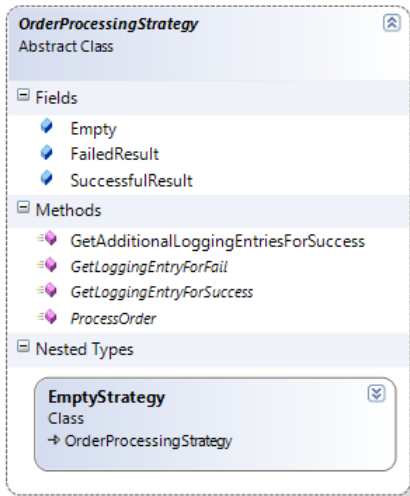 OrderProcessingStrategy
Abstract Class
Fields
Empty
FailedResult
SuccessfulResult
Methods
GetAdditionalLoggingEntriesForSuccess
GetLoggingEntryForFail
GetLoggingEntryForSuccess
ProcessOrder
Nested Types
EmptyStrategy
Class
OrderProcessingStrategy